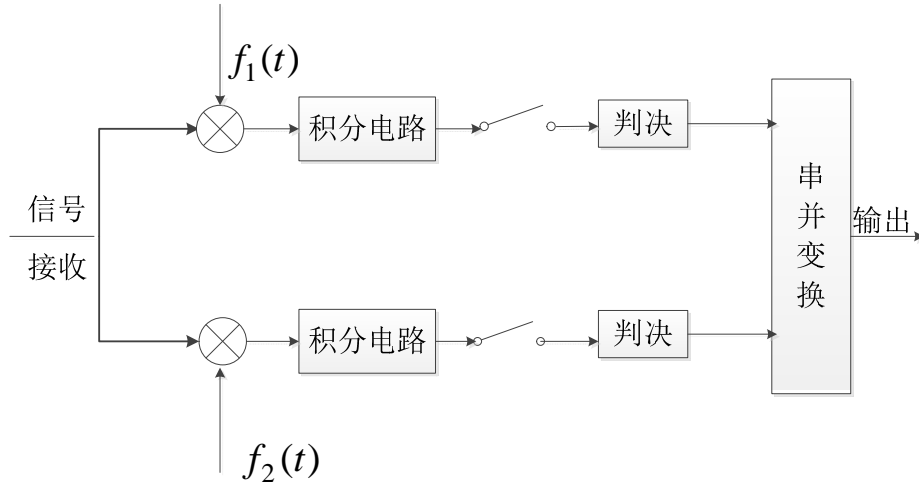 f₁(t)
积分电路
判决
信号
接收
串并变换
输出
积分电路
判决
f₂(t)